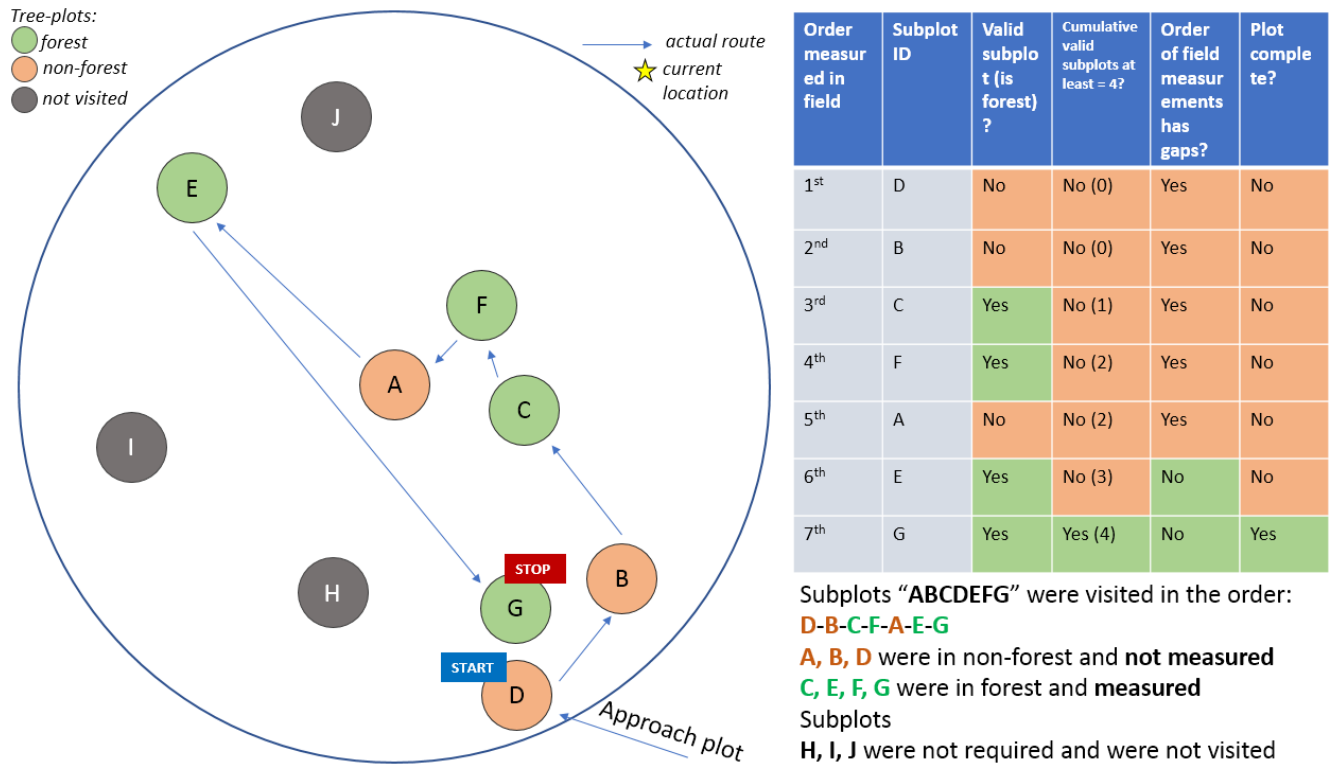 Tree-plots:
forest
non-forest
not visited
actual route
current
location
J
E
F
A
C
I
H
STOP
B
G
START
D
Approach plot
Order
measur
ed in
field
Subplot
ID
Valid
subplo
t (is
forest)
?
Cumulative
valid
subplots at
least = 4?
Order
of field
measur
ements
has
gaps?
Plot
comple
te?
1st D No No (0) Yes No
2nd B No No (0) Yes No
3rd C Yes No (1) Yes No
4th F Yes No (2) Yes No
5th A No No (2) Yes No
6th E Yes No (3) No No
7th G Yes Yes (4) No Yes
Subplots “ABCDEFG” were visited in the order:
D-B-C-F-A-E-G
A, B, D were in non-forest and not measured
C, E, F, G were in forest and measured
Subplots
H, I, J were not required and were not visited